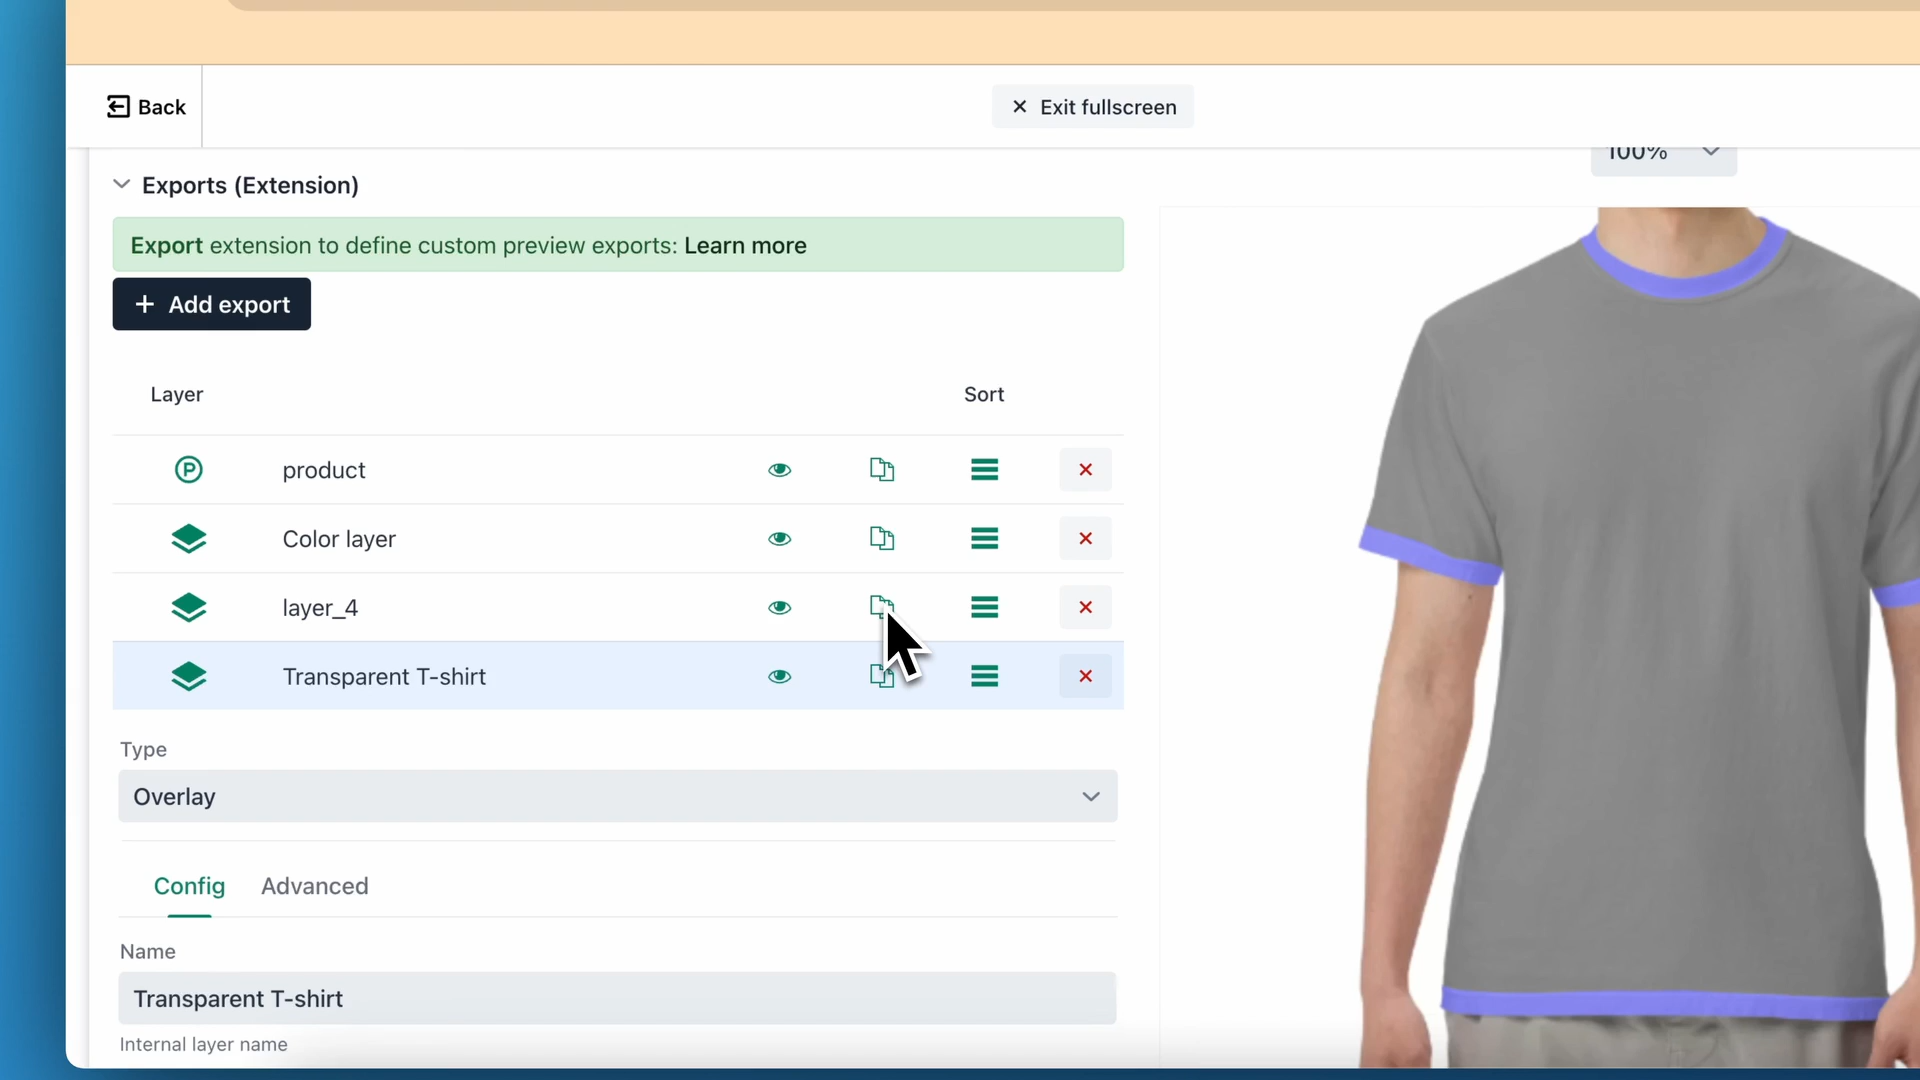 Back
Exit fullscreen
100%
Exports (Extension)
Export extension to define custom preview exports: Learn more
+ Add export
Layer Sort
P product
Color layer
layer_4
Transparent T-shirt
Type
Overlay
Config Advanced
Name
Transparent T-shirt
Internal layer name